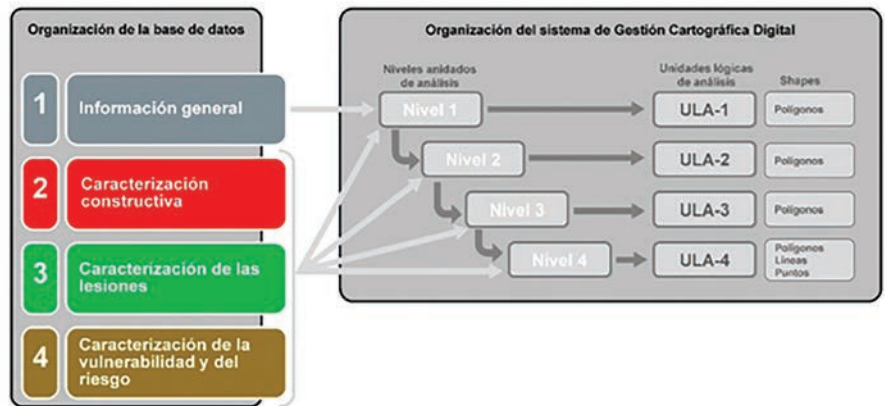 Organización de la base de datos
1
Información general
2
Caracterización
constructiva
3
Caracterización de las
lesiones
4
Caracterización de la
vulnerabilidad y del
riesgo
Organización del sistema de Gestión Cartográfica Digital
Niveles anidados
de análisis
Unidades lógicas
de análisis
Shapes
Nivel 1
ULA-1
Polígonos
Nivel 2
ULA-2
Polígonos
Nivel 3
ULA-3
Polígonos
Nivel 4
ULA-4
Polígonos
Líneas
Puntos